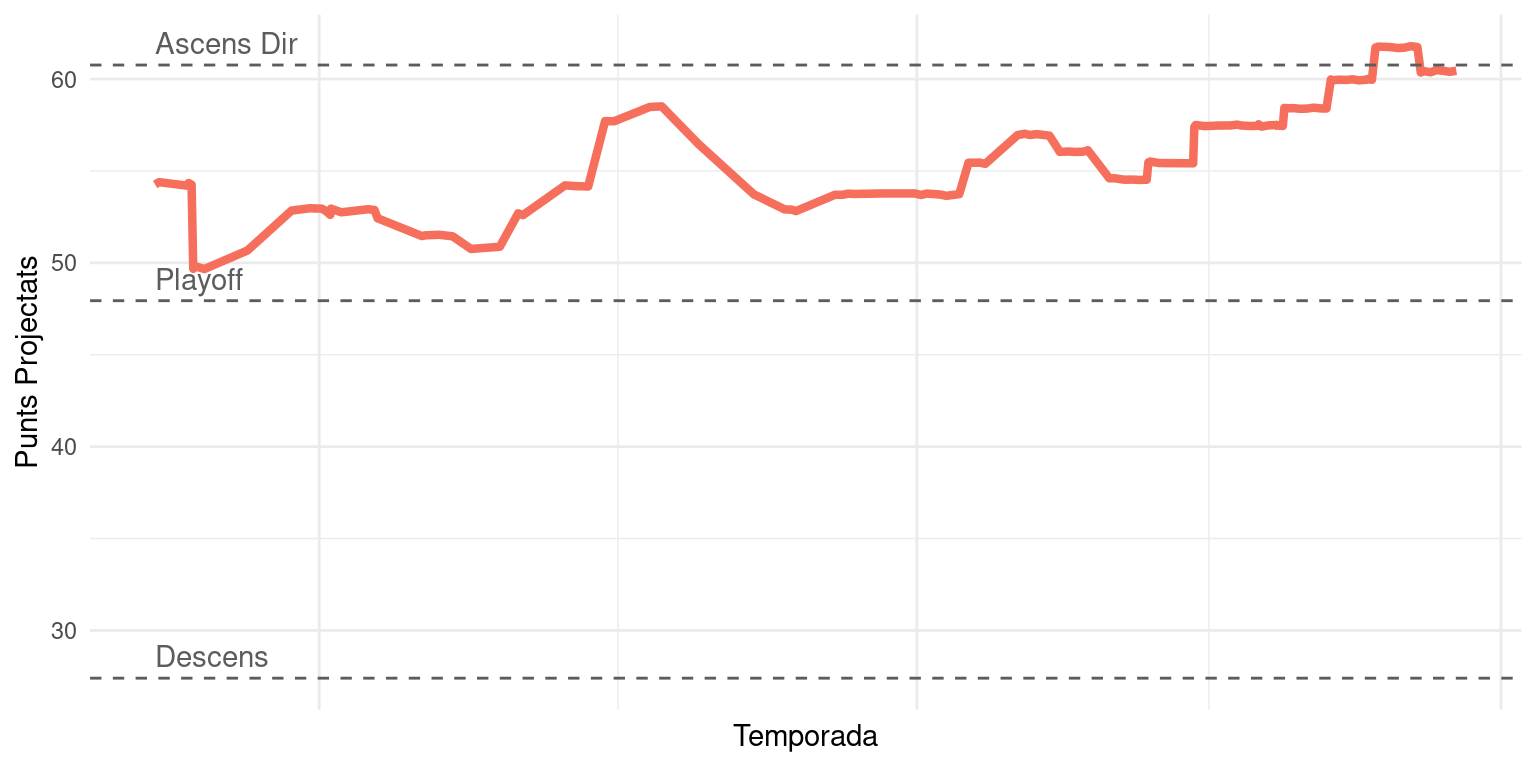 Ascens Dir
60
50
Playoff
Punts Projectats
40
30
Descens
Temporada